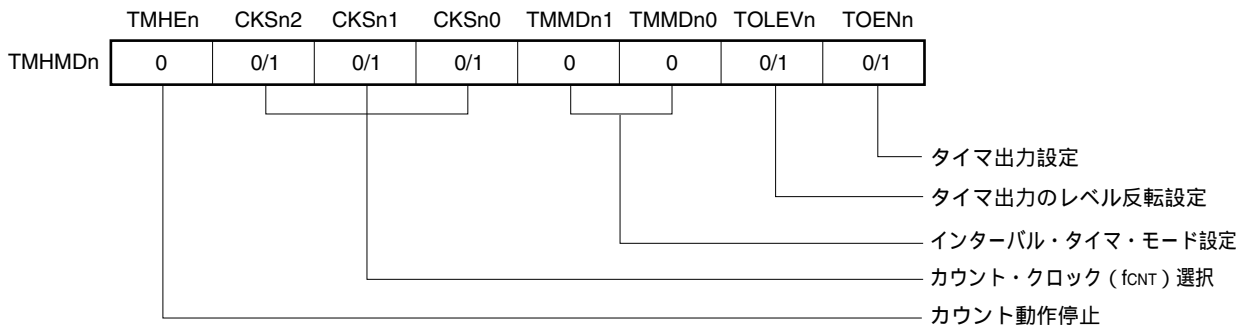 TMHEn CKSn2 CKSn1 CKSn0 TMMDn1 TMMDn0 TOLEVn TOENn
TMHMDn 0 0/1 0/1 0/1 0 0 0/1 0/1
タイマ出力設定
タイマ出力のレベル反転設定
インターバル・タイマ・モード設定
カウント・クロック（fCNT）選択
カウント動作停止